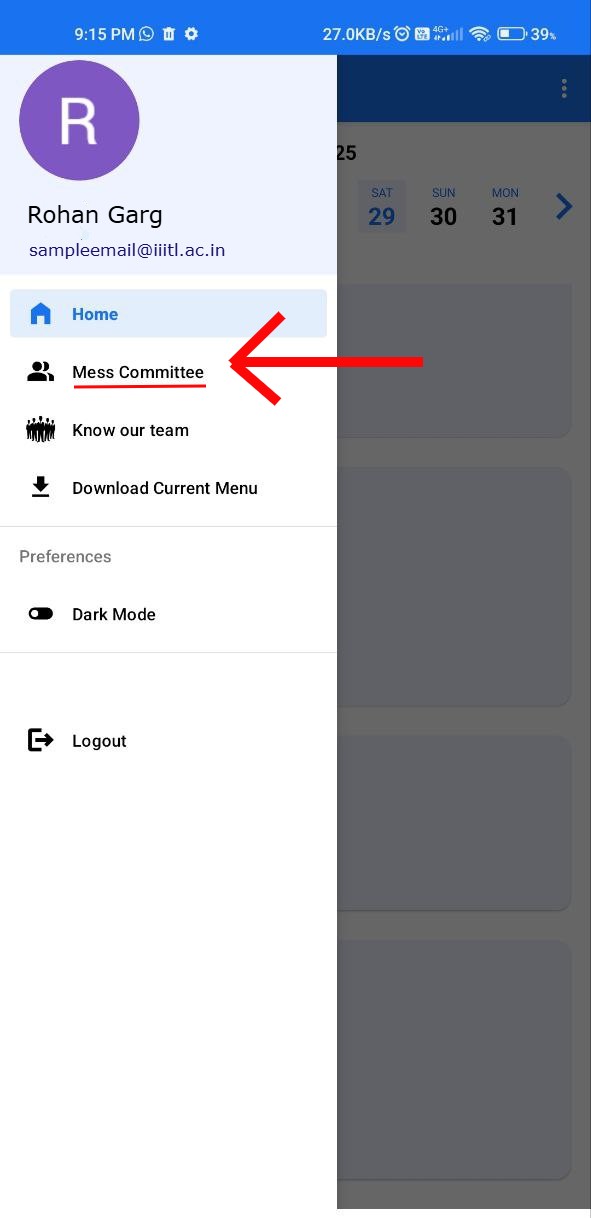 9:15 PM 27.0KB/s 4G+ 39%
R
Rohan Garg
sampleemail@iiitl.ac.in
25
SAT SUN MON
29 30 31
Home
Mess Committee
Know our team
Download Current Menu
Preferences
Dark Mode
Logout